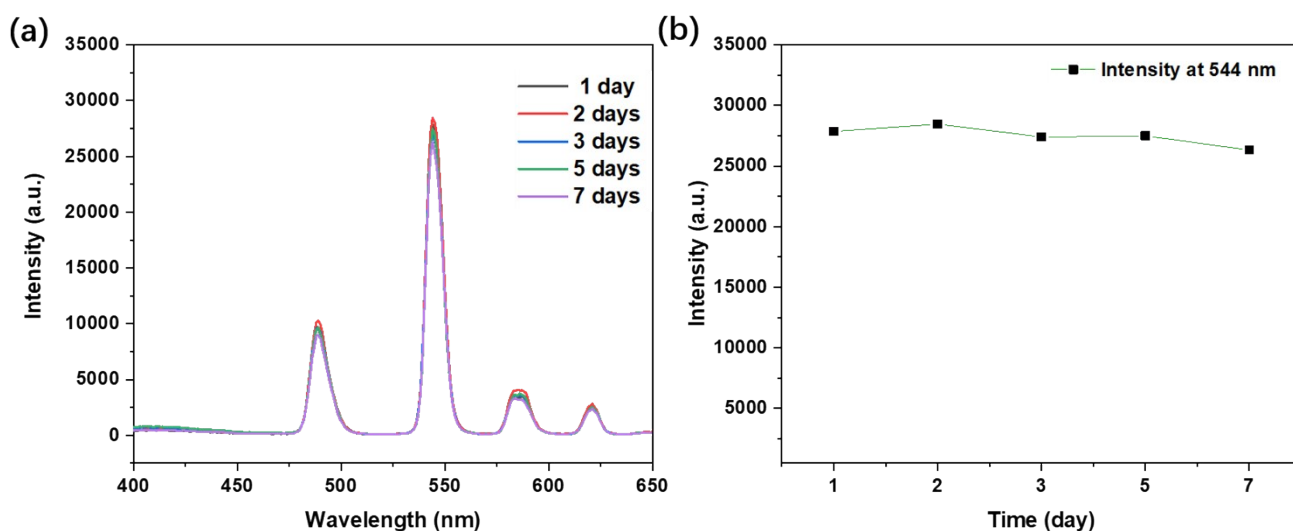 (a)
35000
30000
25000
20000
15000
10000
5000
0
Intensity (a.u.)
400
450
500
550
600
650
Wavelength (nm)
1 day
2 days
3 days
5 days
7 days
(b)
35000
30000
25000
20000
15000
10000
5000
Intensity (a.u.)
1
2
3
5
7
Time (day)
Intensity at 544 nm